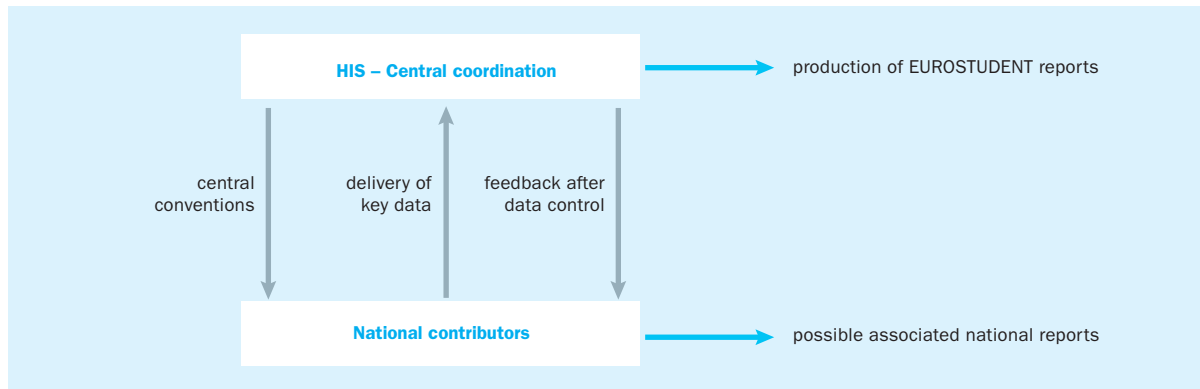 HIS – Central coordination
production of EUROSTUDENT reports
central
conventions
delivery of
key data
feedback after
data control
National contributors
possible associated national reports